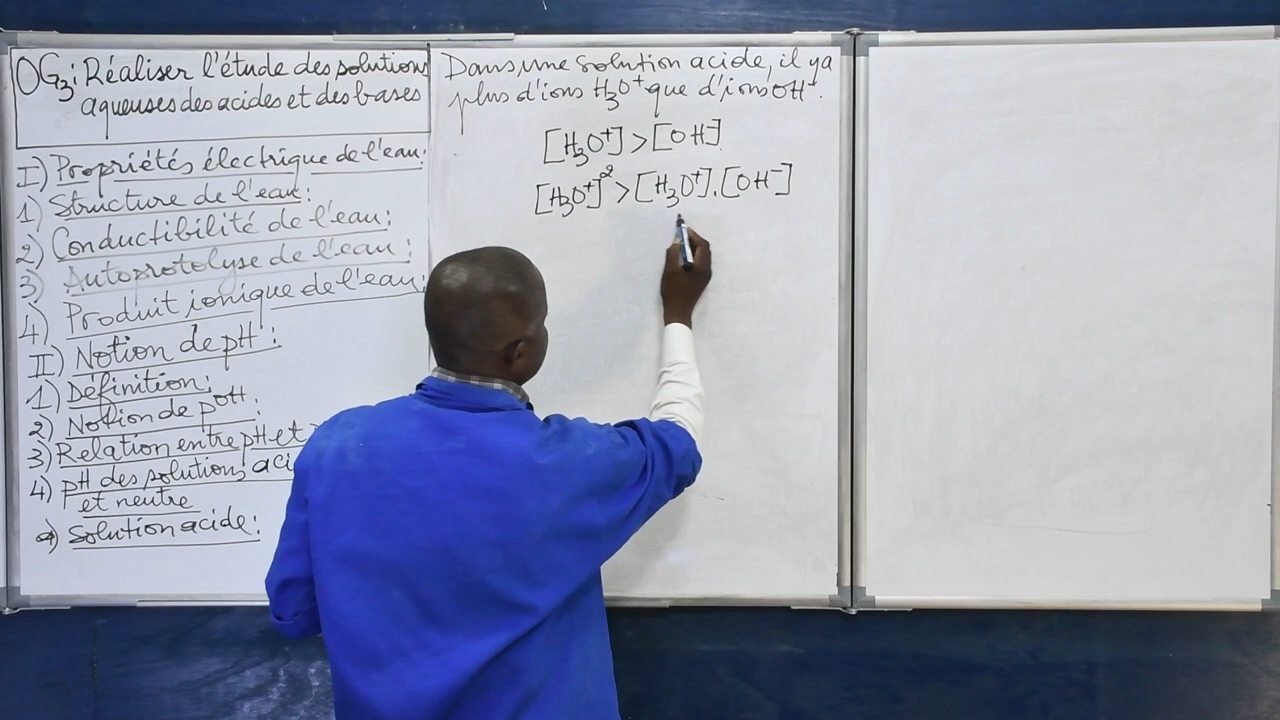 OG3: Réaliser l'étude des solutions
aqueuses des acides et des bases
I) Propriétés électrique de l'eau:
1) Structure de l'eau:
2) Conductibilité de l'eau:
3) Autoprotolyse de l'eau:
4) Produit ionique de l'eau:
II) Notion de pH:
1) Définition:
2) Notion de pOH:
3) Relation entre pH et
4) pH des solutions aci
et neutre
a) Solution acide:
Dans une solution acide, il y a
plus d'ions H₃O⁺ que d'ions OH⁻.
[H₃O⁺] > [OH⁻]
[H₃O⁺]² > [H₃O⁺].[OH⁻]